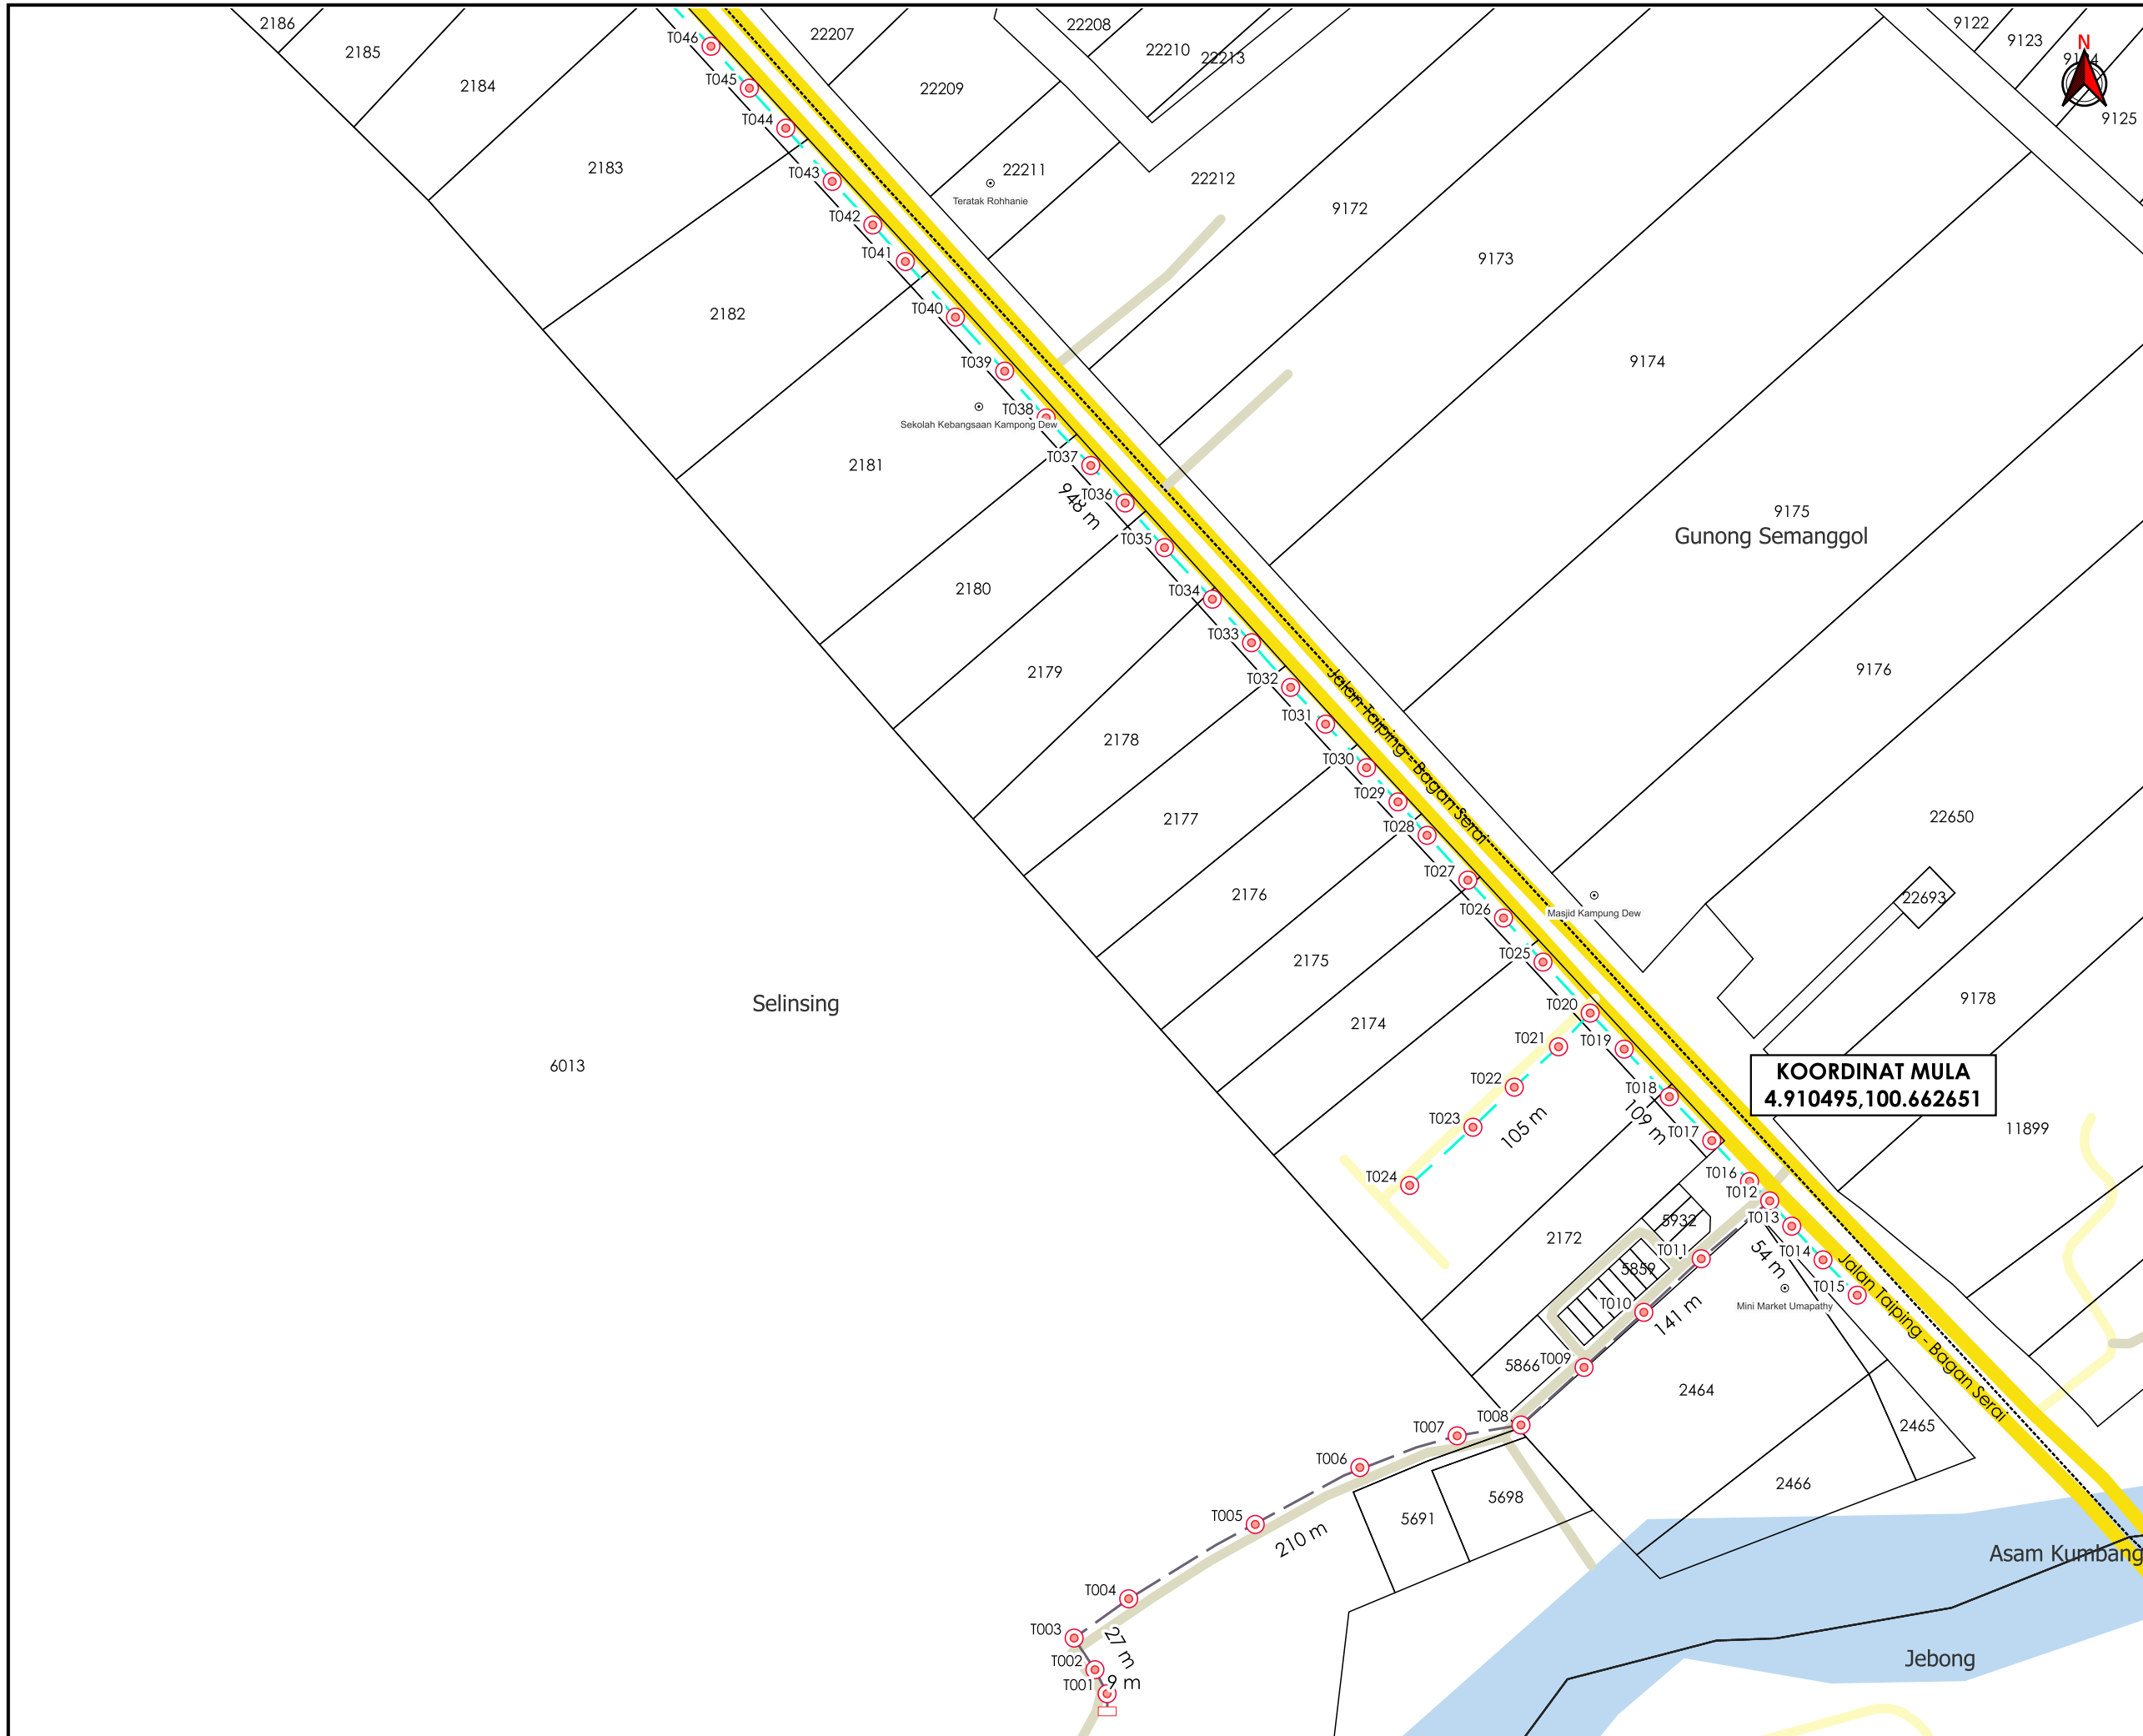 2186
2185
2184
2183
2182
2181
2180
2179
2178
2177
2176
2175
2174
2172
6013
Selinsing
T046
T045
T044
T043
T042
T041
T040
T039
T038
T037
T036
T035
T034
T033
T032
T031
T030
T029
T028
T027
T026
T025
T020
T021
T022
T023
T024
T019
T018
T017
T016
T012
T013
T014
T015
T011
T010
T009
T008
T007
T006
T005
T004
T003
T002
T001
948 m
105 m
109 m
54 m
141 m
210 m
27 m
9 m
22207
22208
22209
22210
22213
22211
22212
Teratak Rohhanie
Sekolah Kebangsaan Kampong Dew
9172
9173
9174
9175
Gunong Semanggol
9176
9122
9123
9124
9125
N
22650
22693
9178
11899
Masjid Kampung Dew
Jalan Taiping - Bagan Serai
KOORDINAT MULA
4.910495,100.662651
5932
5859
5866
Mini Market Umapathy
Jalan Taiping - Bagan Serai
2464
2465
2466
5698
5691
Asam Kumbang
Jebong